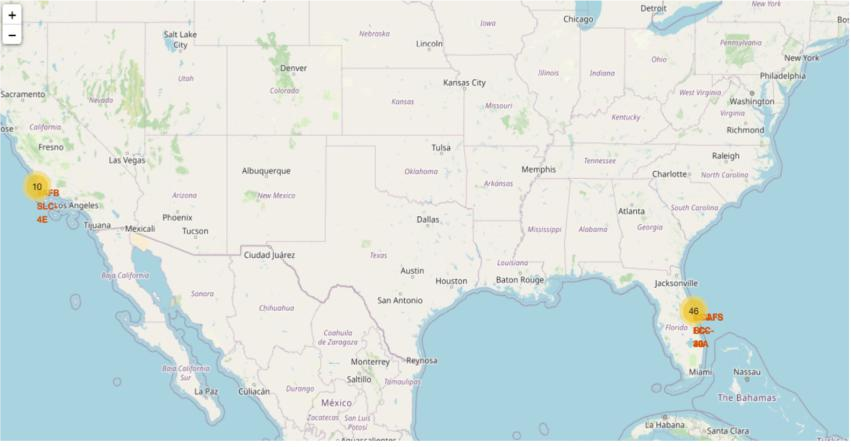 +
−
Salt Lake
City
Nebraska
Iowa
Chicago
Detroit
New York
Bos
Lincoln
Pennsylvania
New York
Philadelphia
Ohio
Denver
Utah
Colorado
Nevada
Sacramento
California
ose
Fresno
Las Vegas
Kansas City
Kansas
Missouri
Illinois
Indiana
West Virginia
Washington
Virginia
Richmond
Kentucky
Tulsa
Albuquerque
New Mexico
Arizona
Oklahoma
Arkansas
Memphis
Tennessee
Raleigh
Charlotte
North Carolina
10
AFB
SLC-
4E
Los Angeles
Tijuana
Mexicali
Phoenix
Tucson
South Carolina
Atlanta
Georgia
Alabama
Mississippi
Dallas
Texas
Ciudad Juárez
Louisiana
Baton Rouge
Jacksonville
Austin
Houston
San Antonio
Baja California
Sonora
Chihuahua
46
AFS
Florida
Coahuila
de Zaragoza
Monterrey
Reynosa
Saltillo
Tamaulipas
Miami
Nassau
The Bahamas
Baja California
Sur
La Paz
Culiacán
Durango
México
Zacatecas
San Luis
Potosí
Aguascalientes
La Habana
Santa Clara